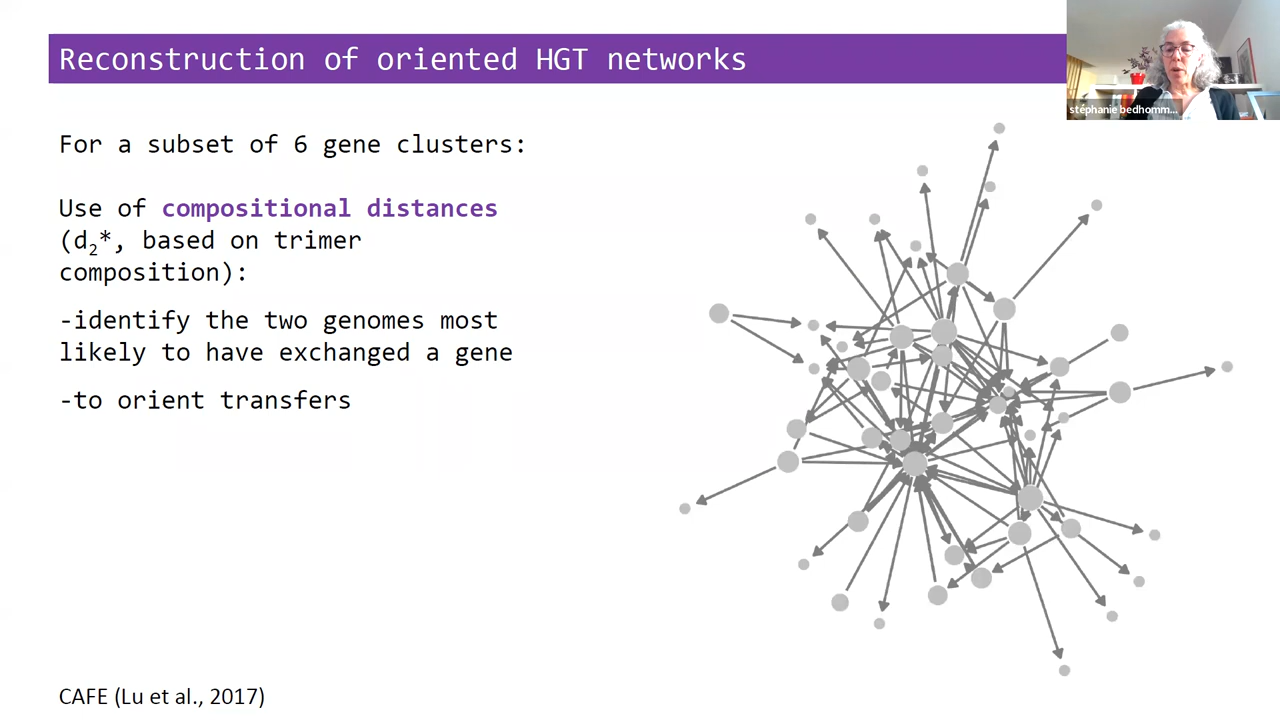 Reconstruction of oriented HGT networks
stéphanie bedhomm...
For a subset of 6 gene clusters:
Use of compositional distances
(d2*, based on trimer
composition):
-identify the two genomes most
likely to have exchanged a gene
-to orient transfers
CAFE (Lu et al., 2017)